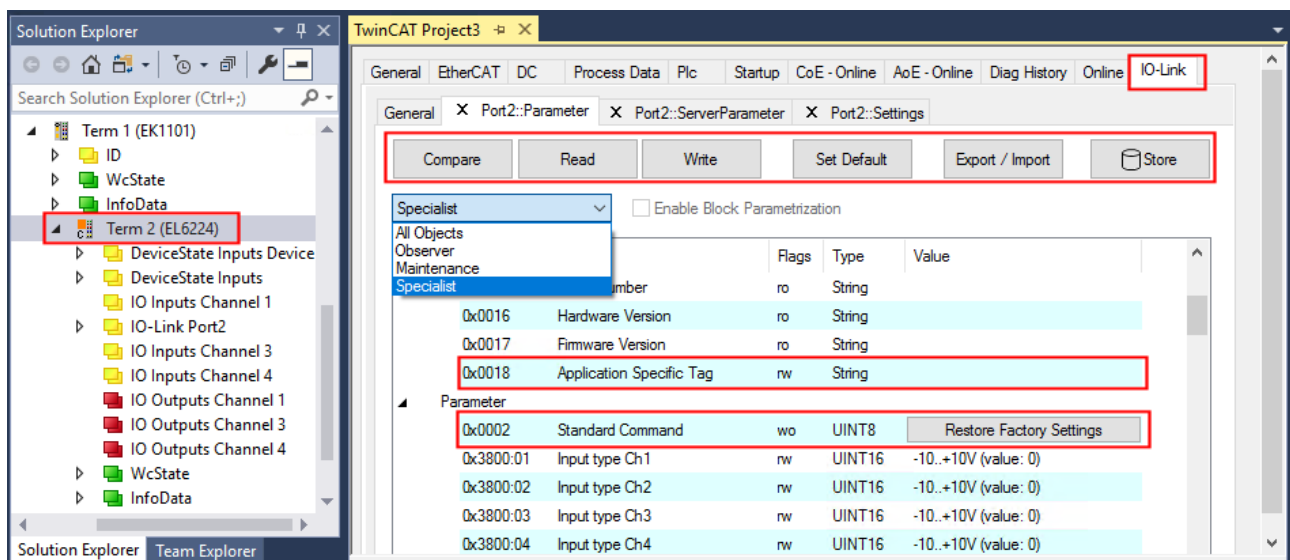 Solution Explorer
Search Solution Explorer (Ctrl+;)
Term 1 (EK1101)
ID
WcState
InfoData
Term 2 (EL6224)
DeviceState Inputs Device
DeviceState Inputs
IO Inputs Channel 1
IO-Link Port2
IO Inputs Channel 3
IO Inputs Channel 4
IO Outputs Channel 1
IO Outputs Channel 3
IO Outputs Channel 4
WcState
InfoData
Solution Explorer Team Explorer
TwinCAT Project3
General EtherCAT DC Process Data Plc Startup CoE - Online AoE - Online Diag History Online IO-Link
General X Port2::Parameter X Port2::ServerParameter X Port2::Settings
Compare Read Write Set Default Export / Import Store
Specialist Enable Block Parametrization
All Objects
Observer
Maintenance
Specialist
Flags Type Value
ro String
0x0016 Hardware Version ro String
0x0017 Firmware Version ro String
0x0018 Application Specific Tag rw String
Parameter
0x0002 Standard Command wo UINT8 Restore Factory Settings
0x3800:01 Input type Ch1 rw UINT16 -10..+10V (value: 0)
0x3800:02 Input type Ch2 rw UINT16 -10..+10V (value: 0)
0x3800:03 Input type Ch3 rw UINT16 -10..+10V (value: 0)
0x3800:04 Input type Ch4 rw UINT16 -10..+10V (value: 0)